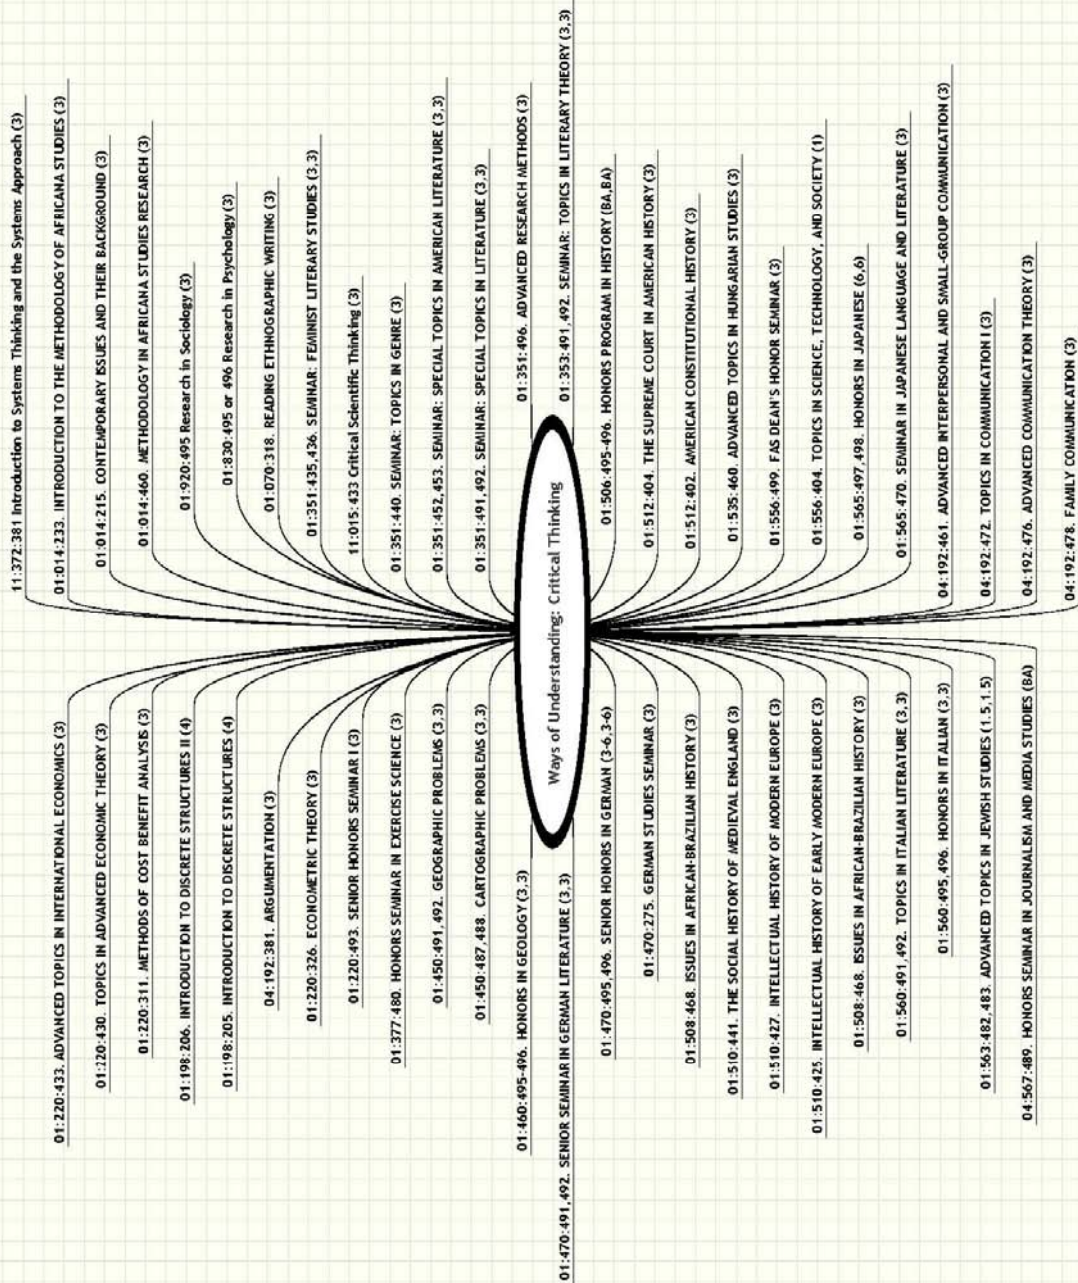 01:220:433. ADVANCED TOPICS IN INTERNATIONAL ECONOMICS (3)
01:220:430. TOPICS IN ADVANCED ECONOMIC THEORY (3)
01:220:311. METHODS OF COST BENEFIT ANALYSIS (3)
01:198:206. INTRODUCTION TO DISCRETE STRUCTURES II (4)
01:198:205. INTRODUCTION TO DISCRETE STRUCTURES (4)
04:192:381. ARGUMENTATION (3)
01:220:326. ECONOMETRIC THEORY (3)
01:220:493. SENIOR HONORS SEMINAR I (3)
01:377:480. HONORS SEMINAR IN EXERCISE SCIENCE (3)
01:450:491,492. GEOGRAPHIC PROBLEMS (3,3)
01:450:487,488. CARTOGRAPHIC PROBLEMS (3,3)
01:460:495-496. HONORS IN GEOLOGY (3,3)
01:470:491,492. SENIOR SEMINAR IN GERMAN LITERATURE (3,3)
01:470:495,496. SENIOR HONORS IN GERMAN (3-6,3-6)
01:470:275. GERMAN STUDIES SEMINAR (3)
01:508:468. ISSUES IN AFRICAN-BRAZILIAN HISTORY (3)
01:510:441. THE SOCIAL HISTORY OF MEDIEVAL ENGLAND (3)
01:510:427. INTELLECTUAL HISTORY OF MODERN EUROPE (3)
01:510:425. INTELLECTUAL HISTORY OF EARLY MODERN EUROPE (3)
01:508:468. ISSUES IN AFRICAN-BRAZILIAN HISTORY (3)
01:560:491,492. TOPICS IN ITALIAN LITERATURE (3,3)
01:560:495,496. HONORS IN ITALIAN (3,3)
01:563:482,483. ADVANCED TOPICS IN JEWISH STUDIES (1.5,1.5)
04:567:489. HONORS SEMINAR IN JOURNALISM AND MEDIA STUDIES (BA)
Ways of Understanding: Critical Thinking
11:372:381 Introduction to Systems Thinking and the Systems Approach (3)
01:014:233. INTRODUCTION TO THE METHODOLOGY OF AFRICANA STUDIES (3)
01:014:215. CONTEMPORARY ISSUES AND THEIR BACKGROUND (3)
01:014:460. METHODOLOGY IN AFRICANA STUDIES RESEARCH (3)
01:920:495 Research in Sociology (3)
01:830:495 or 496 Research in Psychology (3)
01:070:318. READING ETHNOGRAPHIC WRITING (3)
01:351:435,436. SEMINAR: FEMINIST LITERARY STUDIES (3,3)
11:015:433 Critical Scientific Thinking (3)
01:351:440. SEMINAR: TOPICS IN GENRE (3)
01:351:452,453. SEMINAR: SPECIAL TOPICS IN AMERICAN LITERATURE (3,3)
01:351:491,492. SEMINAR: SPECIAL TOPICS IN LITERATURE (3,3)
01:351:496. ADVANCED RESEARCH METHODS (3)
01:353:491,492. SEMINAR: TOPICS IN LITERARY THEORY (3,3)
01:506:495-496. HONORS PROGRAM IN HISTORY (BA,BA)
01:512:404. THE SUPREME COURT IN AMERICAN HISTORY (3)
01:512:402. AMERICAN CONSTITUTIONAL HISTORY (3)
01:535:460. ADVANCED TOPICS IN HUNGARIAN STUDIES (3)
01:556:499. FAS DEAN'S HONOR SEMINAR (3)
01:556:404. TOPICS IN SCIENCE, TECHNOLOGY, AND SOCIETY (1)
01:565:497,498. HONORS IN JAPANESE (6,6)
01:565:470. SEMINAR IN JAPANESE LANGUAGE AND LITERATURE (3)
04:192:461. ADVANCED INTERPERSONAL AND SMALL-GROUP COMMUNICATION (3)
04:192:472. TOPICS IN COMMUNICATION I (3)
04:192:476. ADVANCED COMMUNICATION THEORY (3)
04:192:478. FAMILY COMMUNICATION (3)